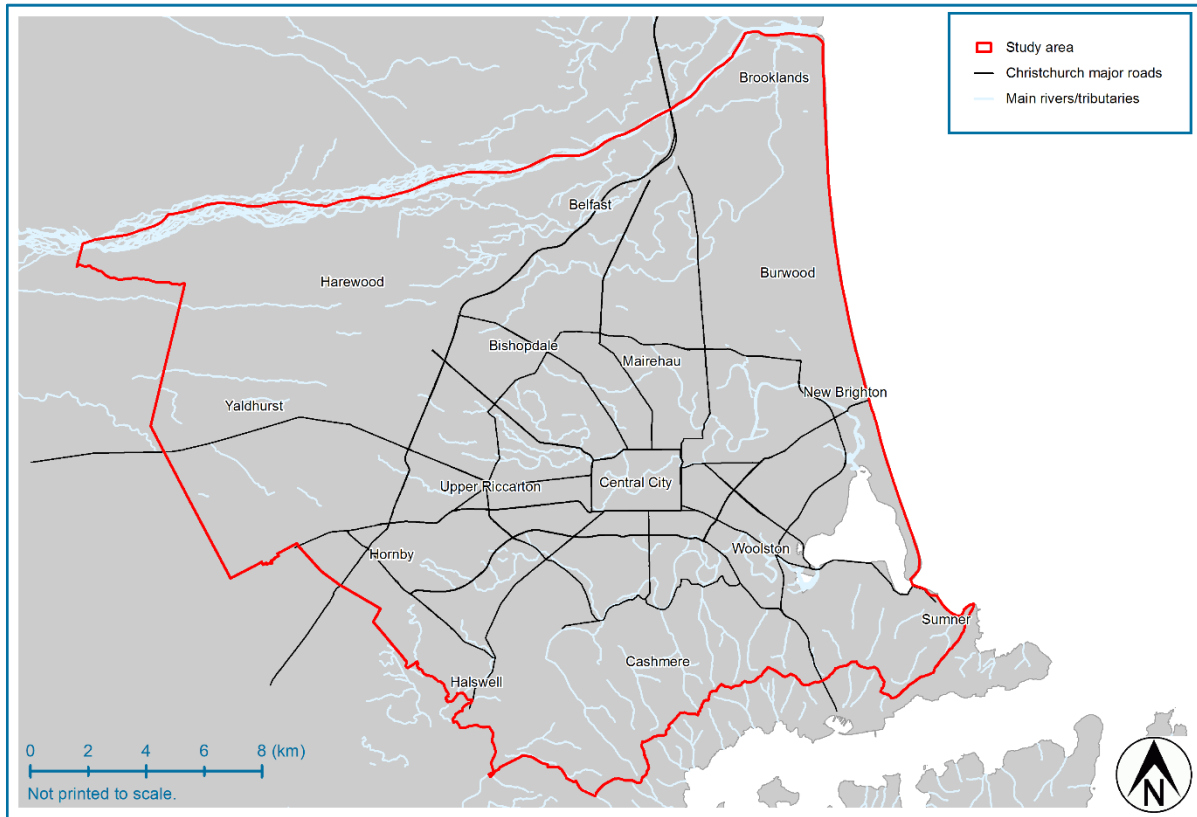 Study area
Christchurch major roads
Main rivers/tributaries
Brooklands
Belfast
Burwood
Harewood
Bishopdale
Mairehau
New Brighton
Yaldhurst
Upper Riccarton
Central City
Hornby
Woolston
Sumner
Cashmere
Halswell
0 2 4 6 8 (km)
Not printed to scale.
N